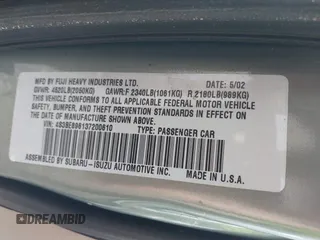 MFD BY FUJI HEAVY INDUSTRIES LTD. 5/02
GVWR: 4520LB(2050KG) GAWR:F.2340LB(1061KG) R.2180LB(989KG)
THIS VEHICLE CONFORMS TO ALL APPLICABLE FEDERAL MOTOR VEHICLE
SAFETY, BUMPER, AND THEFT PREVENTION STANDARDS IN EFFECT ON
THE DATE OF MANUFACTURE SHOWN ABOVE.
VIN: 4S3BE896137200610 TYPE: PASSENGER CAR
ASSEMBLED BY SUBARU-ISUZU AUTOMOTIVE INC. MADE IN U.S.A.
DREAMBID